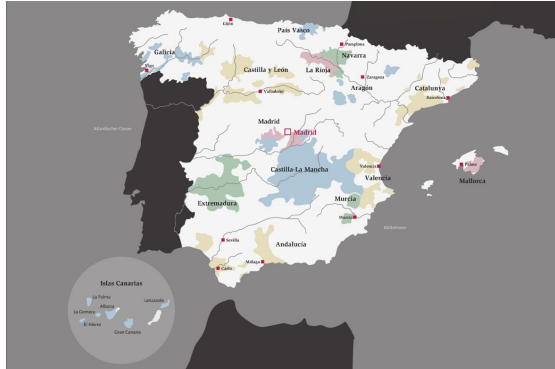 Gijón
País Vasco
Galicia
Pamplona
Navarra
Vigo
Castilla y León
La Rioja
Zaragoza
Catalunya
Valladolid
Aragón
Barcelona
Madrid
Atlantischer Ozean
Madrid
Valencia
Palma
Castilla-La Mancha
Valencia
Mallorca
Extremadura
Murcia
Murcia
Sevilla
Andalucía
Málaga
Cádiz
Islas Canarias
La Palma
Lanzarote
La Gomera
El Hierro
Gran Canaria